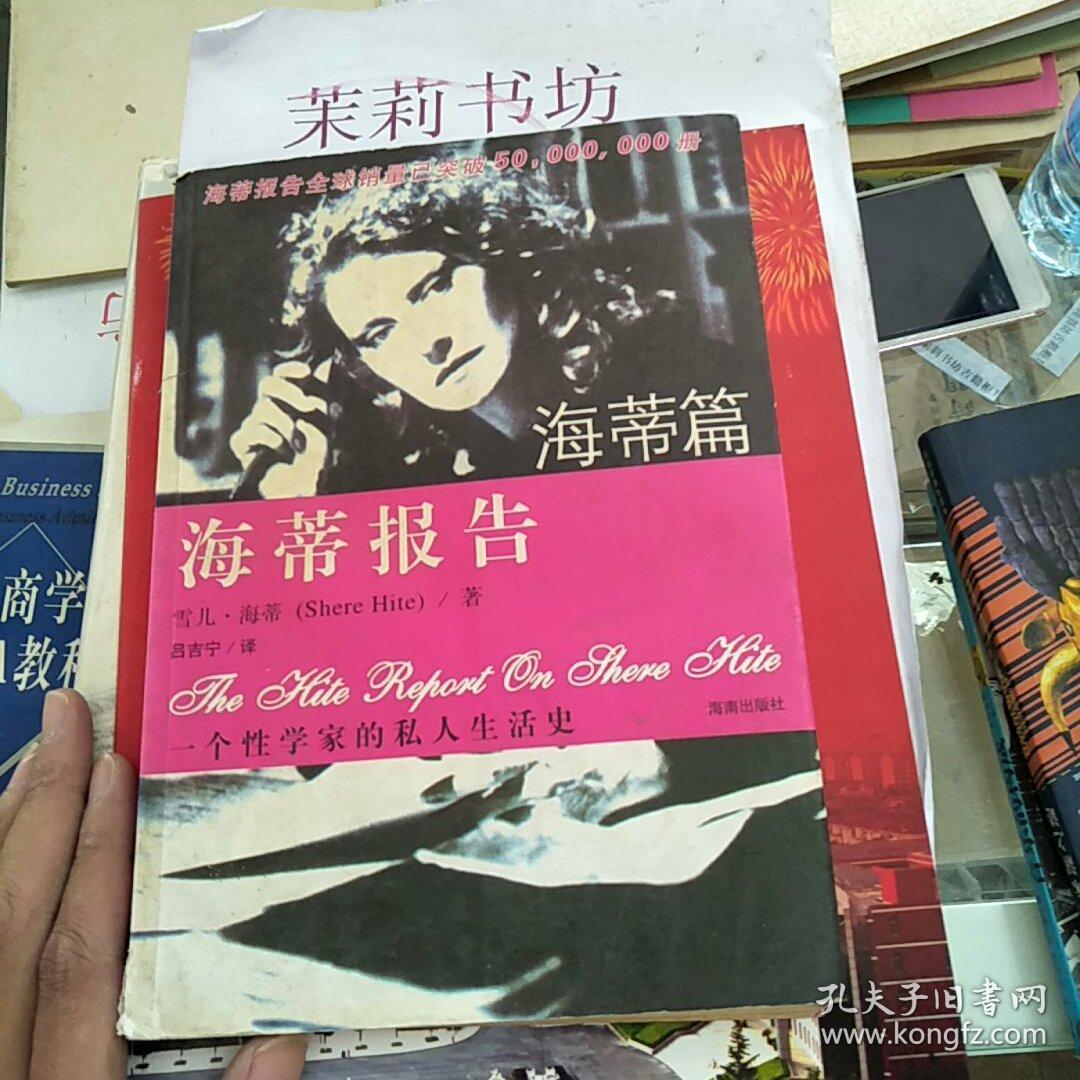 茉莉书坊
海蒂报告全球销量已突破50,000,000册
海蒂篇
海蒂报告
雪儿·海蒂 (Shere Hite) / 著
吕吉宁 / 译
The Hite Report On Shere Hite
海南出版社
一个性学家的私人生活史
Business
商学
教科
孔夫子旧书网
www.kongfz.com